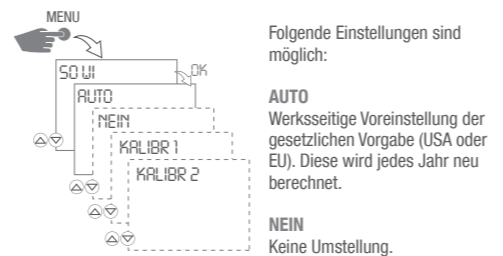 MENU
SO WI
OK
AUTO
NEIN
KALIBR 1
KALIBR 2
Folgende Einstellungen sind
möglich:
AUTO
Werksseitige Voreinstellung der
gesetzlichen Vorgabe (USA oder
EU). Diese wird jedes Jahr neu
berechnet.
NEIN
Keine Umstellung.